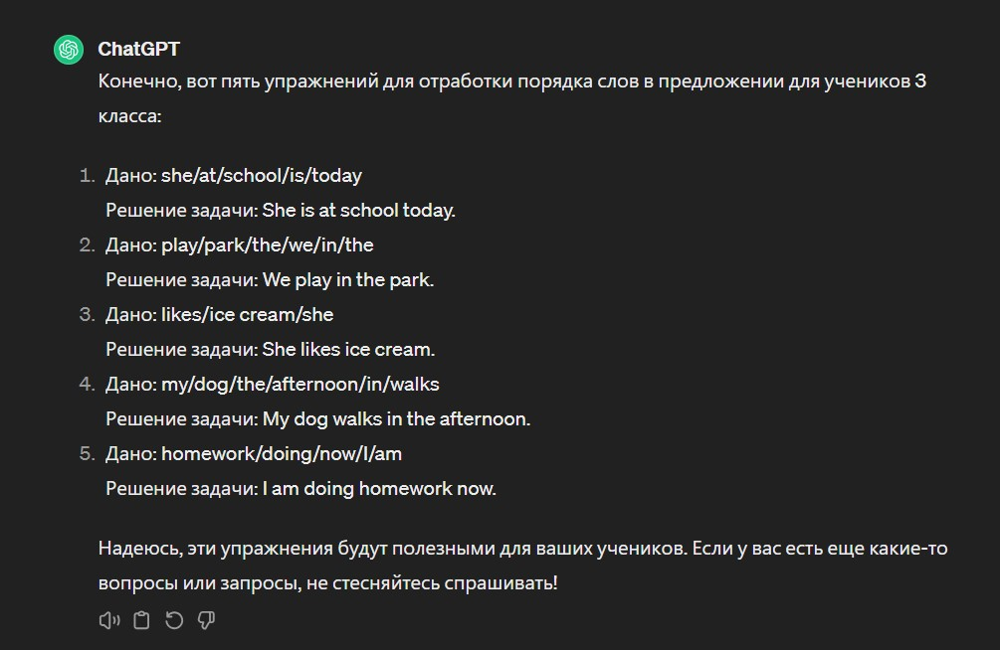 ChatGPT
Конечно, вот пять упражнений для отработки порядка слов в предложении для учеников 3
класса:
1. Дано: she/at/school/is/today
Решение задачи: She is at school today.
2. Дано: play/park/the/we/in/the
Решение задачи: We play in the park.
3. Дано: likes/ice cream/she
Решение задачи: She likes ice cream.
4. Дано: my/dog/the/afternoon/in/walks
Решение задачи: My dog walks in the afternoon.
5. Дано: homework/doing/now/I/am
Решение задачи: I am doing homework now.
Надеюсь, эти упражнения будут полезными для ваших учеников. Если у вас есть еще какие-то
вопросы или запросы, не стесняйтесь спрашивать!